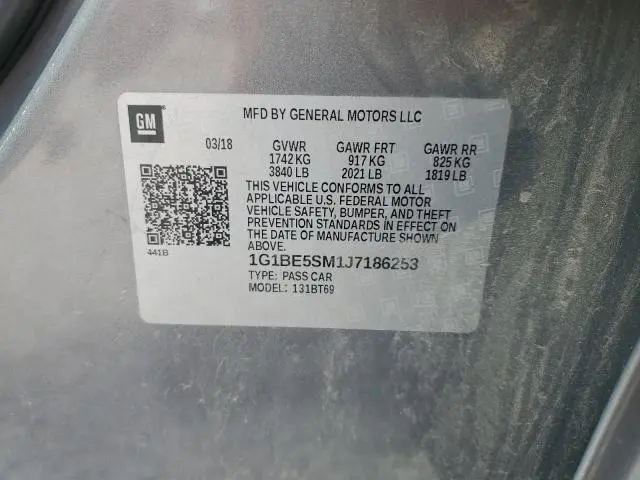 GM
MFD BY GENERAL MOTORS LLC
03/18 GVWR GAWR FRT GAWR RR
1742 KG 917 KG 825 KG
3840 LB 2021 LB 1819 LB
THIS VEHICLE CONFORMS TO ALL
APPLICABLE U.S. FEDERAL MOTOR
VEHICLE SAFETY, BUMPER, AND THEFT
PREVENTION STANDARDS IN EFFECT ON
THE DATE OF MANUFACTURE SHOWN
ABOVE.
441B
1G1BE5SM1J7186253
TYPE: PASS CAR
MODEL: 131BT69